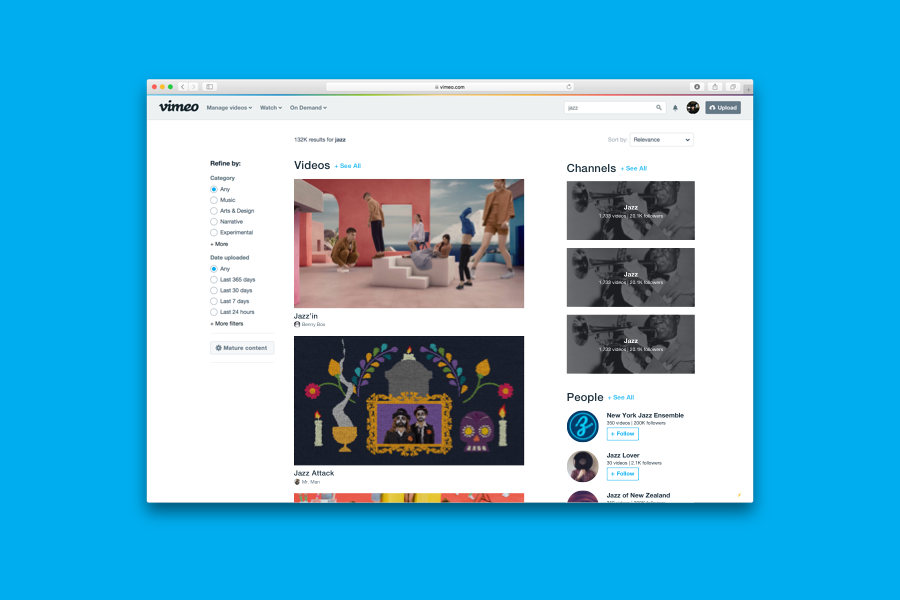 vimeo.com
vimeo
Manage videos
Watch
On Demand
jazz
Upload
132K results for jazz
Sort by:
Relevance
Refine by:
Category
Any
Music
Arts & Design
Narrative
Experimental
+ More
Date uploaded
Any
Last 365 days
Last 30 days
Last 7 days
Last 24 hours
+ More filters
Mature content
Videos
+ See All
Jazz'in
Benny Box
Jazz Attack
Mr. Man
Channels
+ See All
Jazz
1,733 videos | 20.1K followers
Jazz
1,733 videos | 20.1K followers
Jazz
1,733 videos | 20.1K followers
People
+ See All
New York Jazz Ensemble
350 videos | 200K followers
+ Follow
Jazz Lover
30 videos | 2.1K followers
+ Follow
Jazz of New Zealand